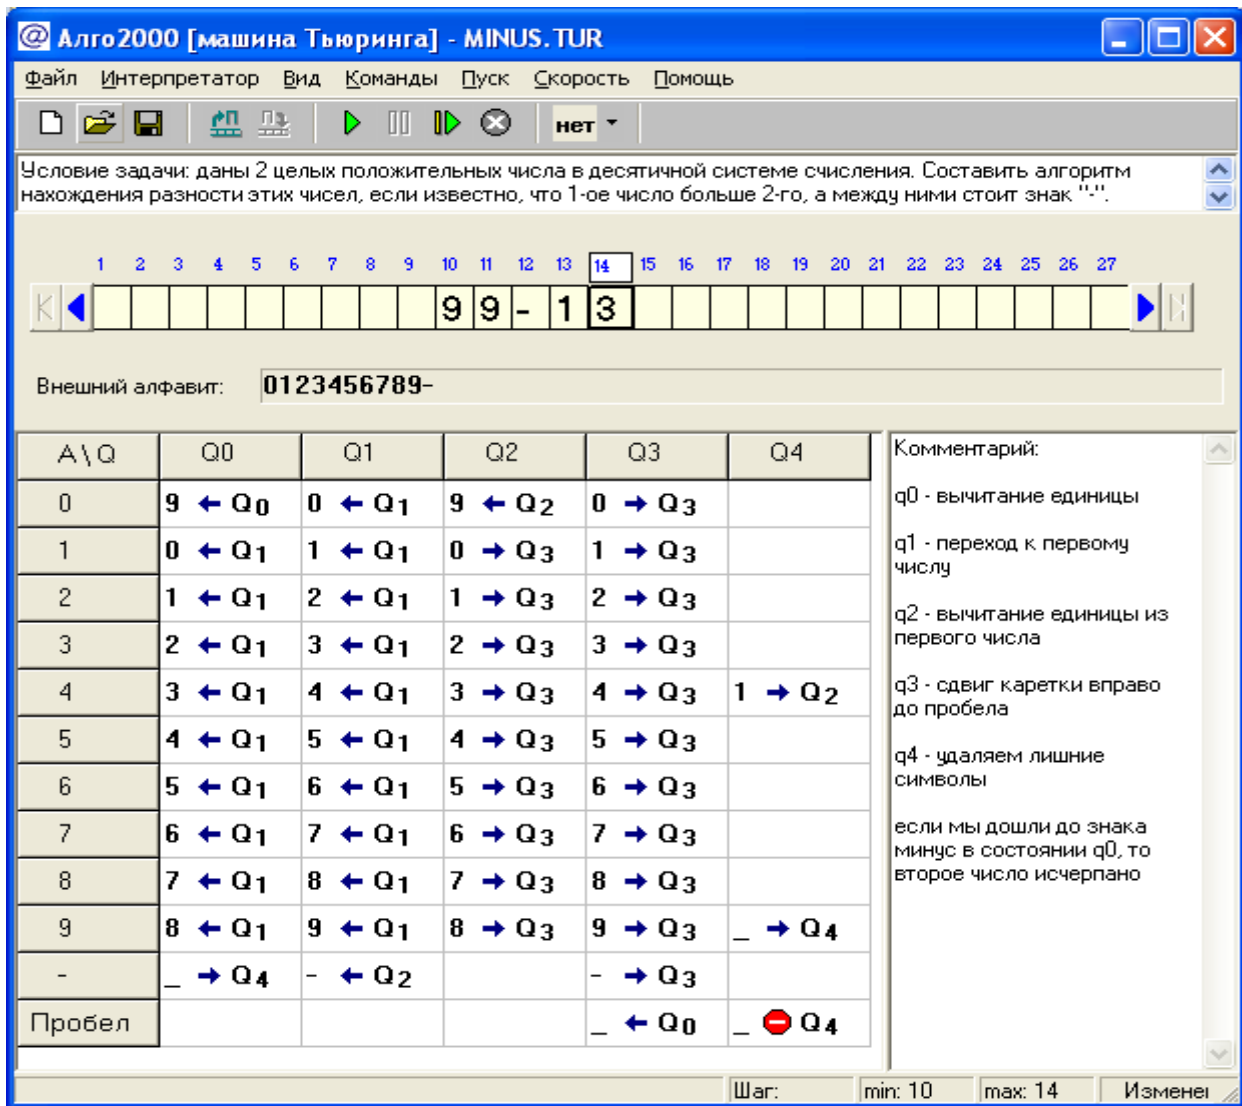 @ Алго2000 [машина Тьюринга] - MINUS.TUR
Файл Интерпретатор Вид Команды Пуск Скорость Помощь
нет
Условие задачи: даны 2 целых положительных числа в десятичной системе счисления. Составить алгоритм
нахождения разности этих чисел, если известно, что 1-ое число больше 2-го, а между ними стоит знак "-".
1 2 3 4 5 6 7 8 9 10 11 12 13 14 15 16 17 18 19 20 21 22 23 24 25 26 27
9 9 - 1 3
Внешний алфавит: 0123456789-
A\Q Q0 Q1 Q2 Q3 Q4
0 9 ← Q0 0 ← Q1 9 ← Q2 0 → Q3
1 0 ← Q1 1 ← Q1 0 → Q3 1 → Q3
2 1 ← Q1 2 ← Q1 1 → Q3 2 → Q3
3 2 ← Q1 3 ← Q1 2 → Q3 3 → Q3
4 3 ← Q1 4 ← Q1 3 → Q3 4 → Q3 1 → Q2
5 4 ← Q1 5 ← Q1 4 → Q3 5 → Q3
6 5 ← Q1 6 ← Q1 5 → Q3 6 → Q3
7 6 ← Q1 7 ← Q1 6 → Q3 7 → Q3
8 7 ← Q1 8 ← Q1 7 → Q3 8 → Q3
9 8 ← Q1 9 ← Q1 8 → Q3 9 → Q3 _ → Q4
- _ → Q4 - ← Q2 - → Q3
Пробел _ ← Q0 _ Q4
Комментарий:
q0 - вычитание единицы
q1 - переход к первому
числу
q2 - вычитание единицы из
первого числа
q3 - сдвиг каретки вправо
до пробела
q4 - удаляем лишние
символы
если мы дошли до знака
минус в состоянии q0, то
второе число исчерпано
Шаг: min: 10 max: 14 Изменен